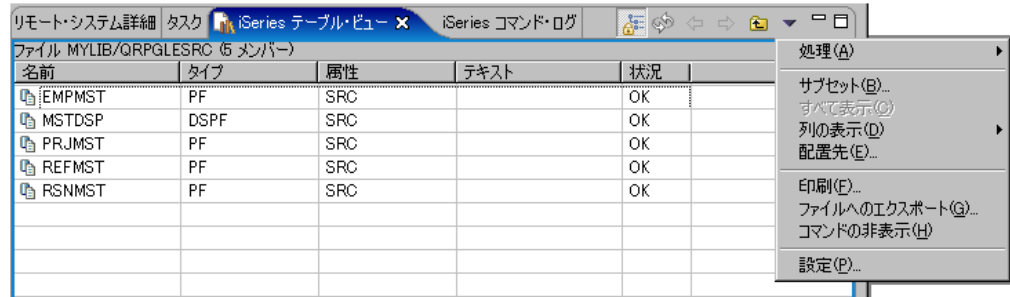 リモート・システム詳細 タスク iSeries テーブル・ビュー iSeries コマンド・ログ
ファイル MYLIB/QRPGLESRC (5 メンバー)
名前 タイプ 属性 テキスト 状況
EMPMST PF SRC OK
MSTDSP DSPF SRC OK
PRJMST PF SRC OK
REFMST PF SRC OK
RSNMST PF SRC OK
処理(A)
サブセット(B)...
すべて表示(C)
列の表示(D)
配置先(E)...
印刷(F)...
ファイルへのエクスポート(G)...
コマンドの非表示(H)
設定(P)...